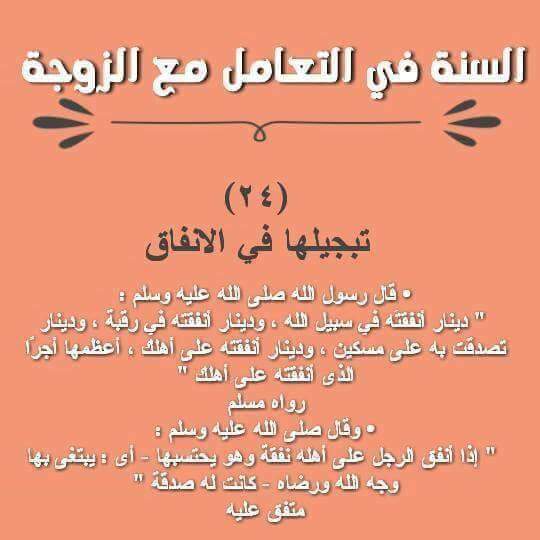 السنة في التعامل مع الزوجة
(٢٤)
تبجيلها في الانفاق
• قال رسول الله صلى الله عليه وسلم :
" دينار أنفقته في سبيل الله ، ودينار أنفقته في رقبة ، ودينار
تصدقت به على مسكين ، ودينار أنفقته على أهلك ، أعظمها أجرًا
الذى أنفقته على أهلك "
رواه مسلم
• وقال صلى الله عليه وسلم :
" إذا أنفق الرجل على أهله نفقة وهو يحتسبها - أى : يبتغى بها
وجه الله ورضاه - كانت له صدقة "
متفق عليه